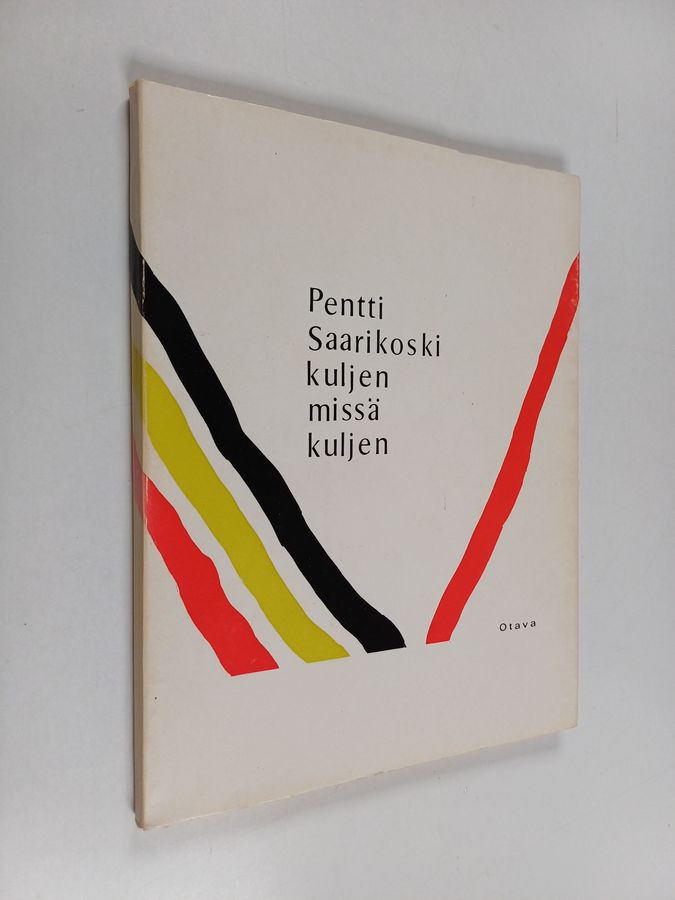 Pentti
Saarikoski
kuljen
missä
kuljen
Otava